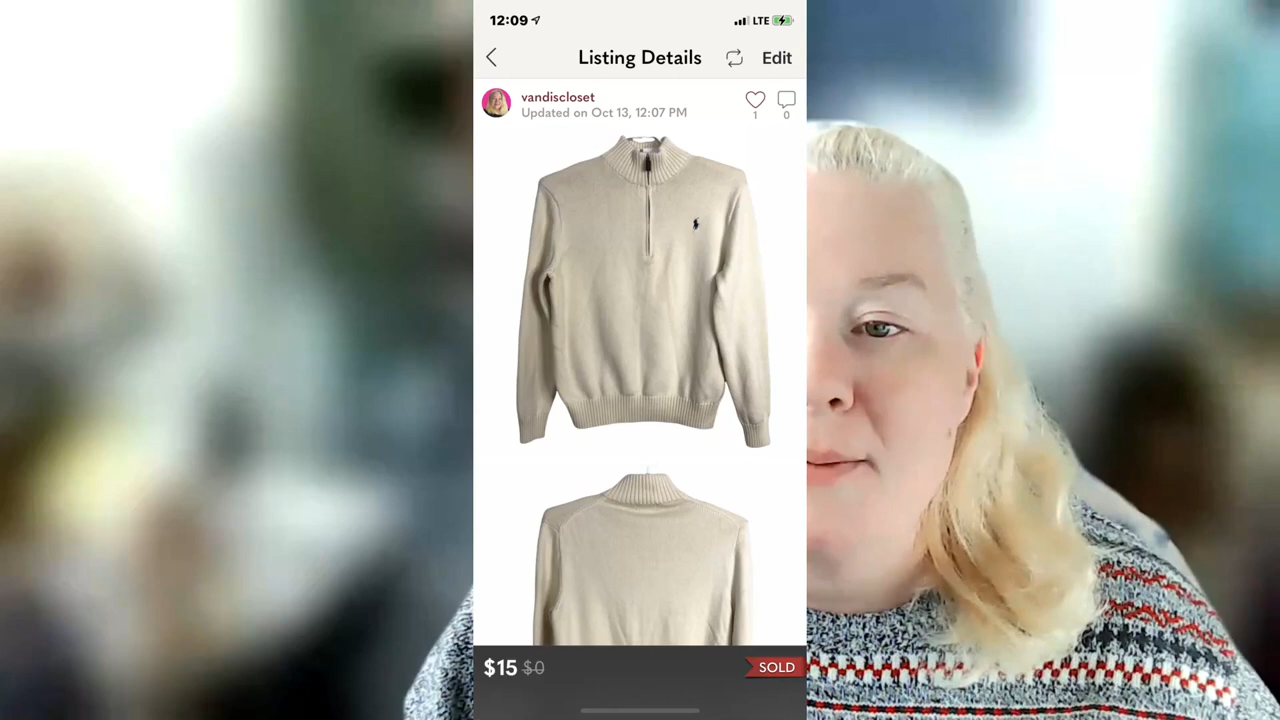 12:09
LTE
Listing Details
Edit
vandiscloset
Updated on Oct 13, 12:07 PM
1
0
$15 $0
SOLD